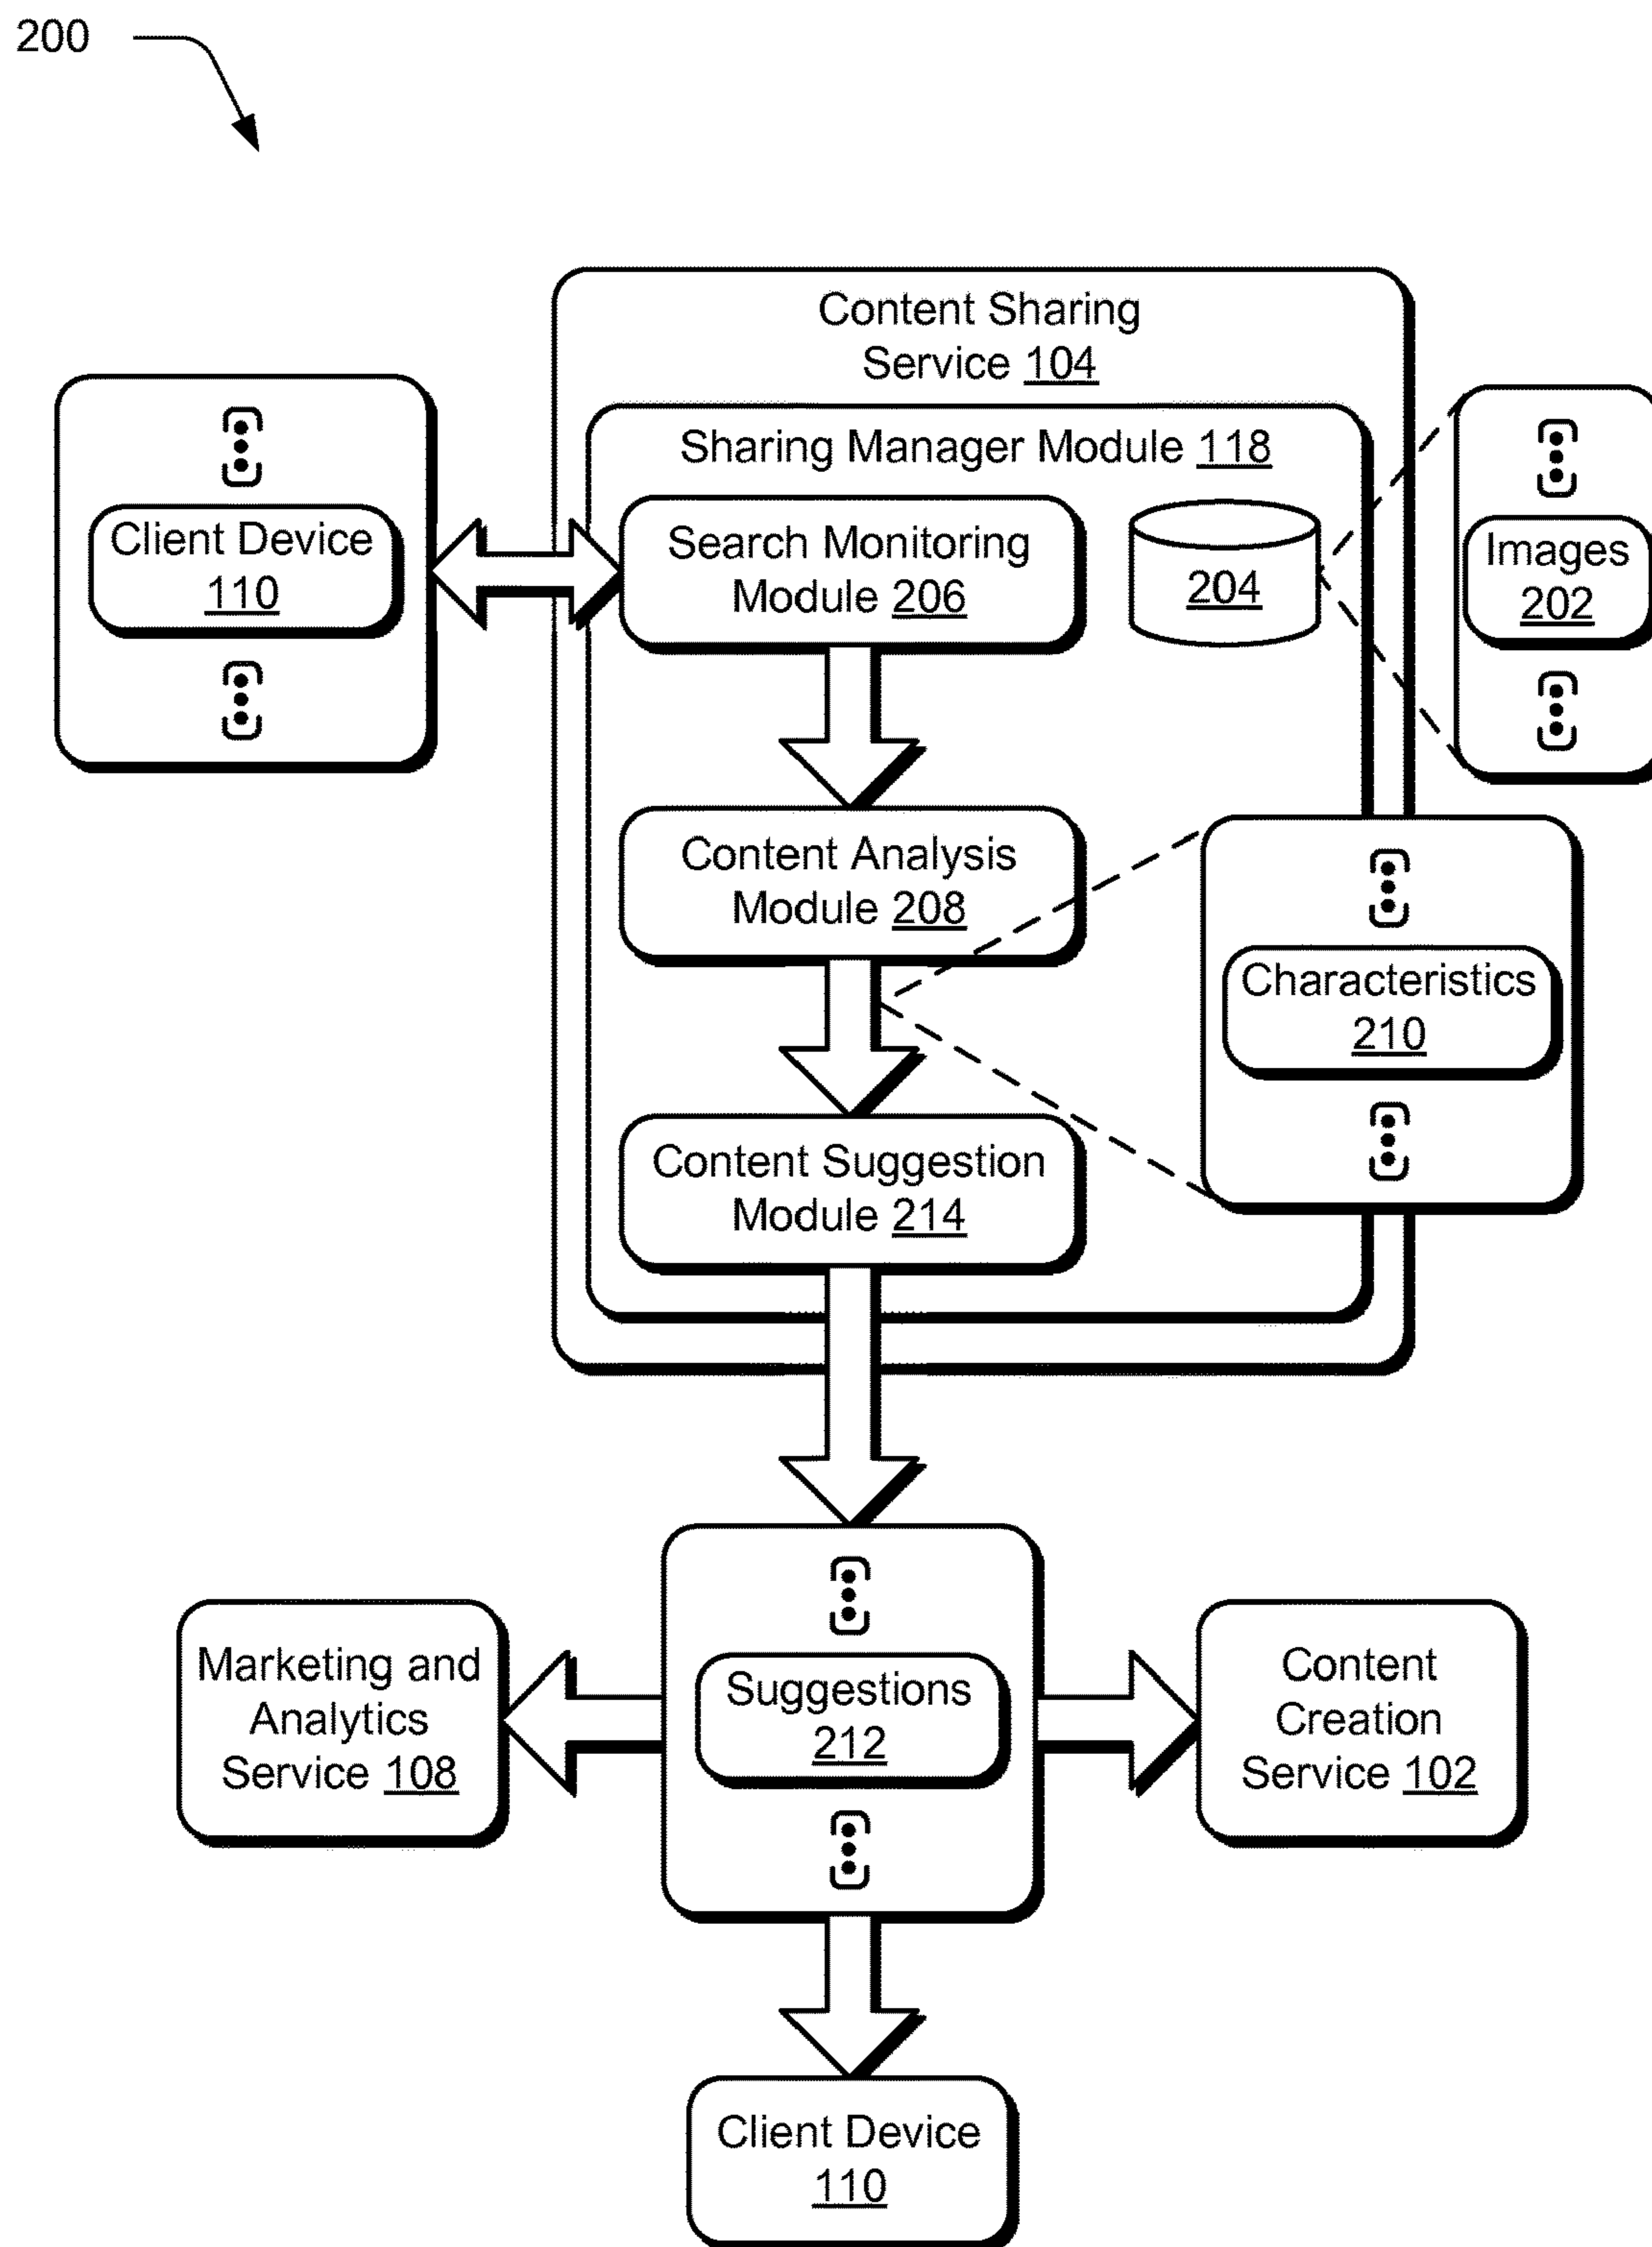 200
Content Sharing
Service 104
Sharing Manager Module 118
Client Device
110
Search Monitoring
Module 206
204
Images
202
Content Analysis
Module 208
Characteristics
210
Content Suggestion
Module 214
Marketing and
Analytics
Service 108
Suggestions
212
Content
Creation
Service 102
Client Device
110